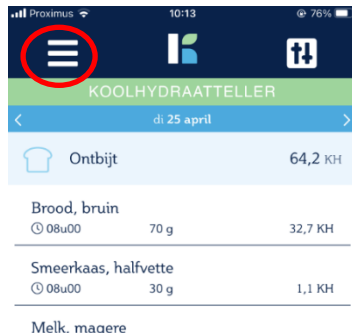 Proximus 10:13 76%
KOOLHYDRAATTELLER
di 25 april
Ontbijt 64,2 KH
Brood, bruin
08u00 70 g 32,7 KH
Smeerkaas, halfvette
08u00 30 g 1,1 KH
Melk, magere